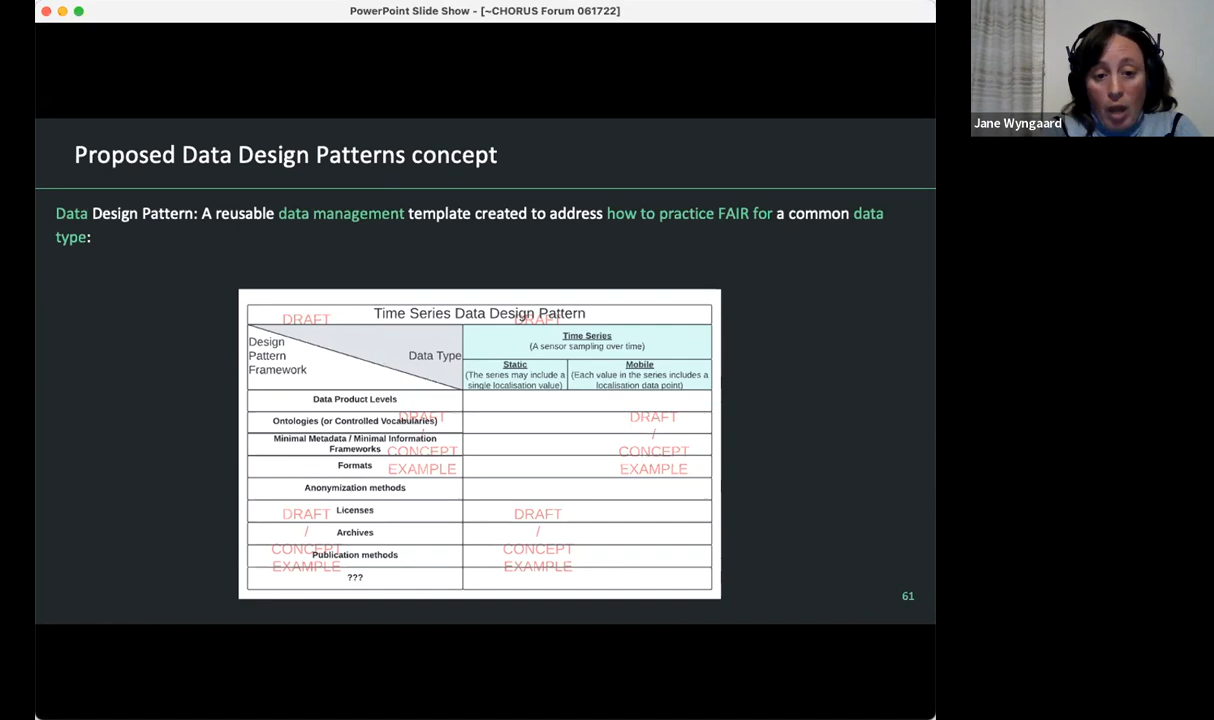 PowerPoint Slide Show - [~CHORUS Forum 061722]
Jane Wyngaard
Proposed Data Design Patterns concept
Data Design Pattern: A reusable data management template created to address how to practice FAIR for a common data
type:
Time Series Data Design Pattern
DRAFT
DRAFT
Design
Pattern
Framework
Data Type
Time Series
(A sensor sampling over time)
Static
(The series may include a
single localisation value)
Mobile
(Each value in the series includes a
localisation data point)
Data Product Levels
Ontologies (or Controlled Vocabularies)
Minimal Metadata / Minimal Information
Frameworks
Formats
Anonymization methods
Licenses
Archives
Publication methods
???
DRAFT
/
CONCEPT
EXAMPLE
DRAFT
/
CONCEPT
EXAMPLE
DRAFT
/
CONCEPT
EXAMPLE
DRAFT
/
CONCEPT
EXAMPLE
61